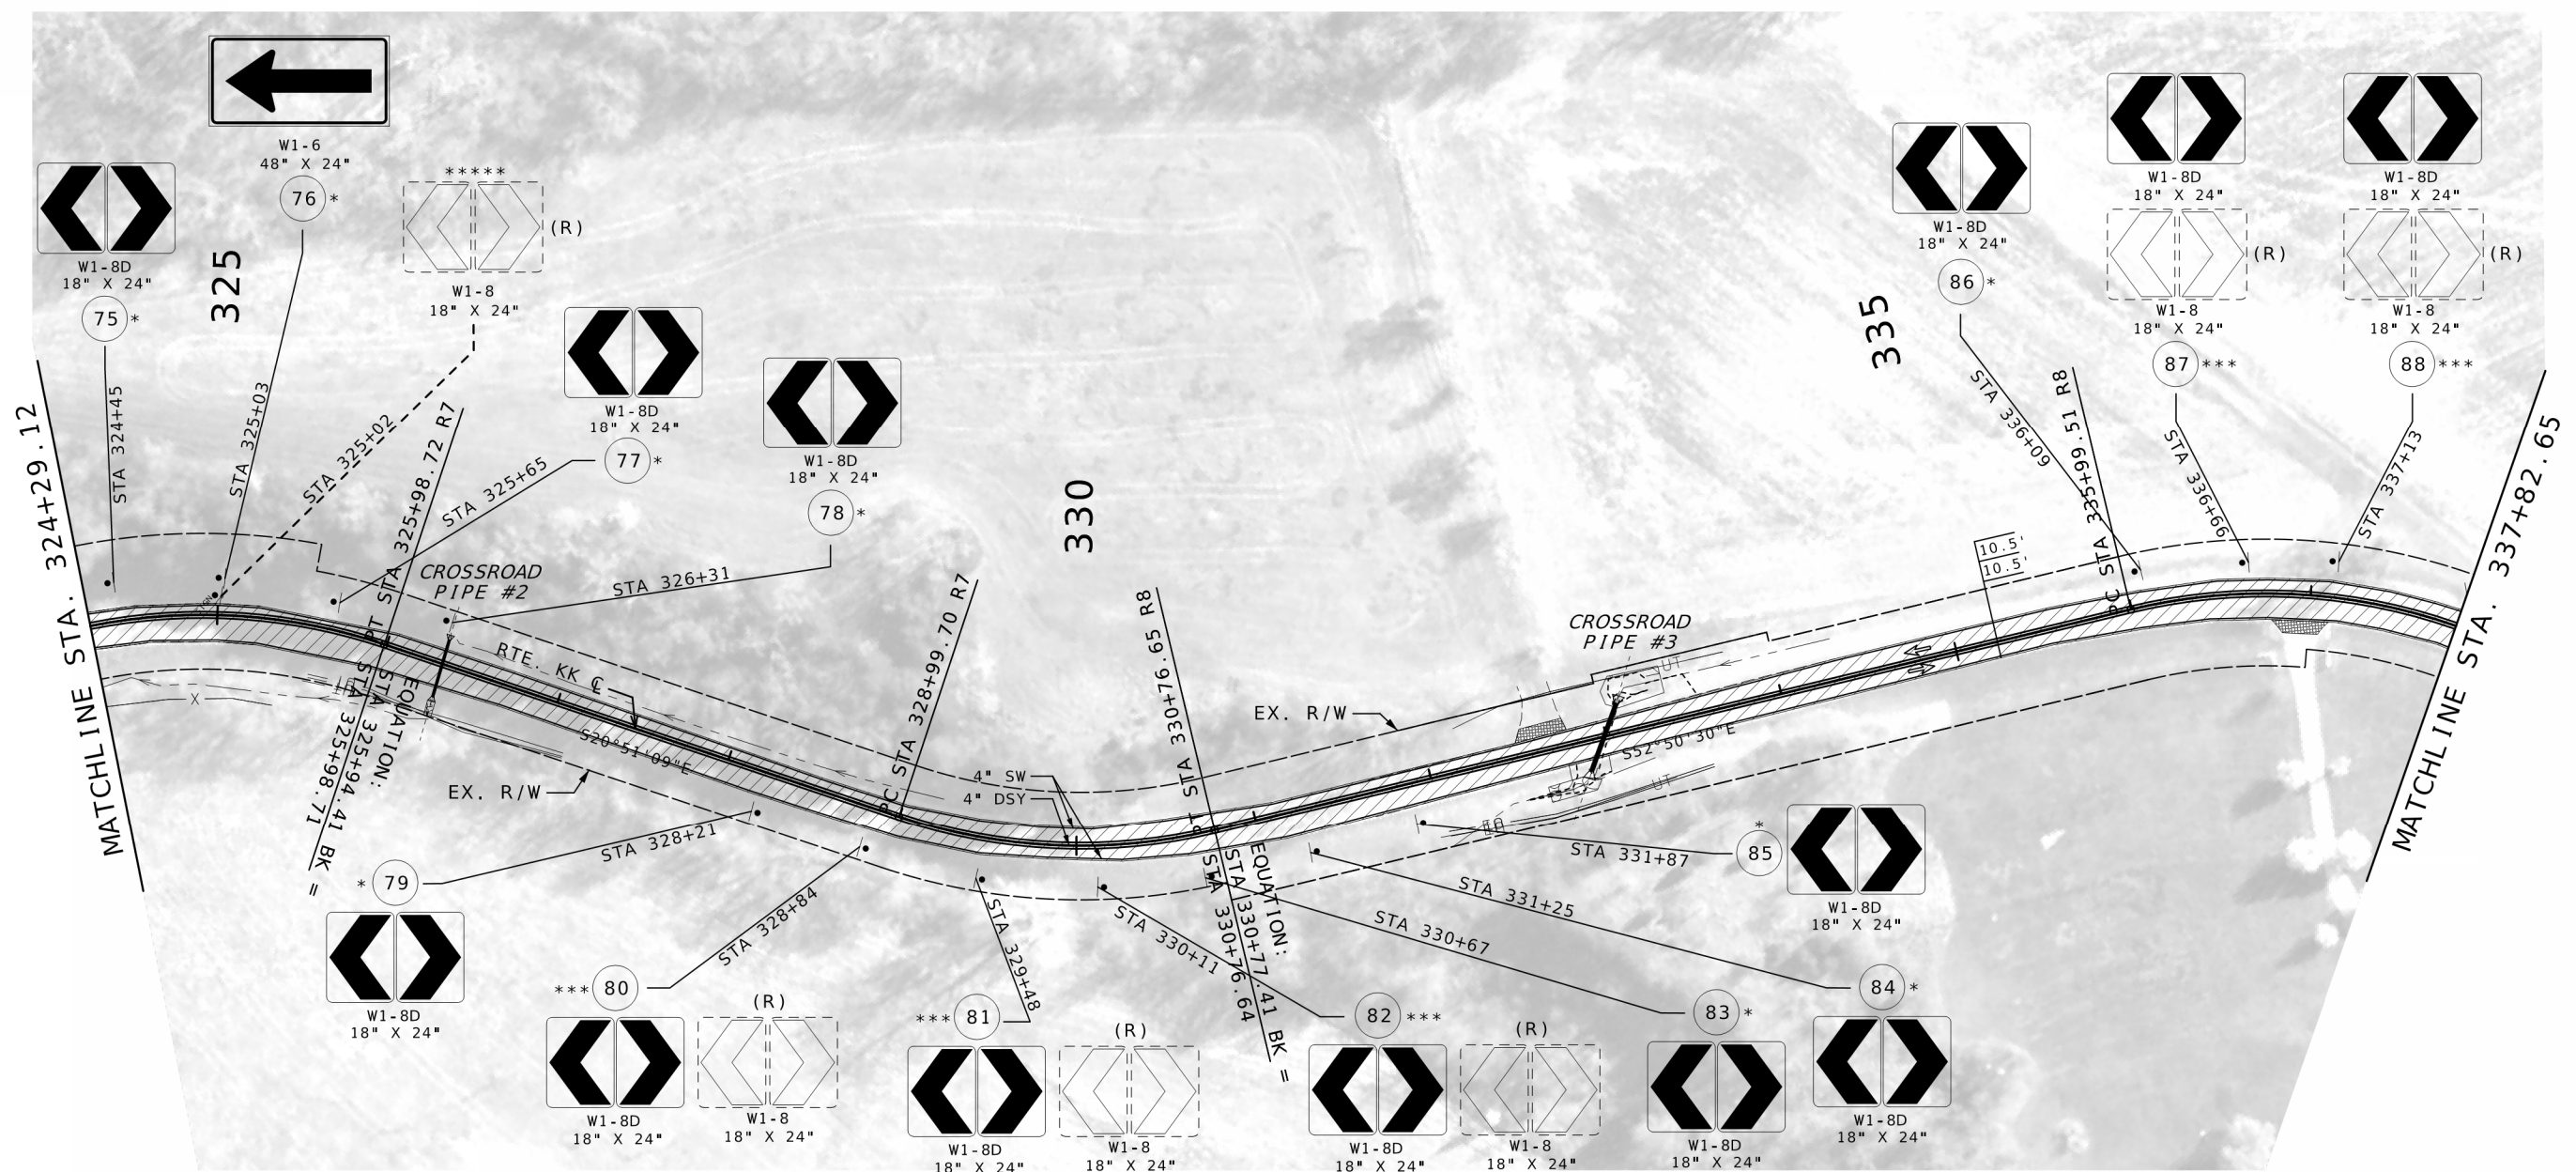 W1-6
48" X 24"
76 *
W1-8D
18" X 24"
75 *
325
*****
(R)
W1-8
18" X 24"
W1-8D
18" X 24"
77 *
W1-8D
18" X 24"
78 *
330
335
W1-8D
18" X 24"
86 *
W1-8D
18" X 24"
(R)
W1-8
18" X 24"
87 ***
W1-8D
18" X 24"
(R)
W1-8
18" X 24"
88 ***
MATCHLINE STA. 324+29.12
STA 324+45
STA 325+03
STA 325+02
PT STA 325+98.72 R7
STA 325+65
STA 326+31
CROSSROAD
PIPE #2
RTE. KK
EQUATION:
STA 325+94.41 BK =
STA 325+98.71
X
S20°51'09"E
EX. R/W
PC STA 328+99.70 R7
4" SW
4" DSY
PT STA 330+76.65 R8
EQUATION:
STA 330+77.41 BK =
STA 330+76.64
EX. R/W
CROSSROAD
PIPE #3
UT
S52°50'30"E
UT
10.5'
10.5'
STA 336+09
PC STA 335+99.51 R8
STA 336+66
STA 337+13
MATCHLINE STA. 337+82.65
STA 328+21
* 79
W1-8D
18" X 24"
STA 328+84
*** 80
W1-8D
18" X 24"
(R)
W1-8
18" X 24"
STA 329+48
*** 81
W1-8D
18" X 24"
(R)
W1-8
18" X 24"
STA 330+11
82 ***
W1-8D
18" X 24"
(R)
W1-8
18" X 24"
STA 330+67
83 *
W1-8D
18" X 24"
STA 331+25
84 *
W1-8D
18" X 24"
STA 331+87
*
85
W1-8D
18" X 24"